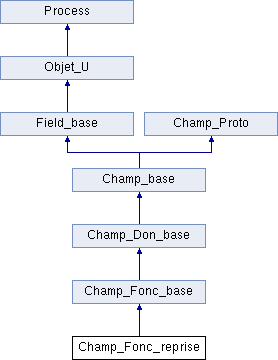 Process
Objet_U
Field_base
Champ_Proto
Champ_base
Champ_Don_base
Champ_Fonc_base
Champ_Fonc_reprise